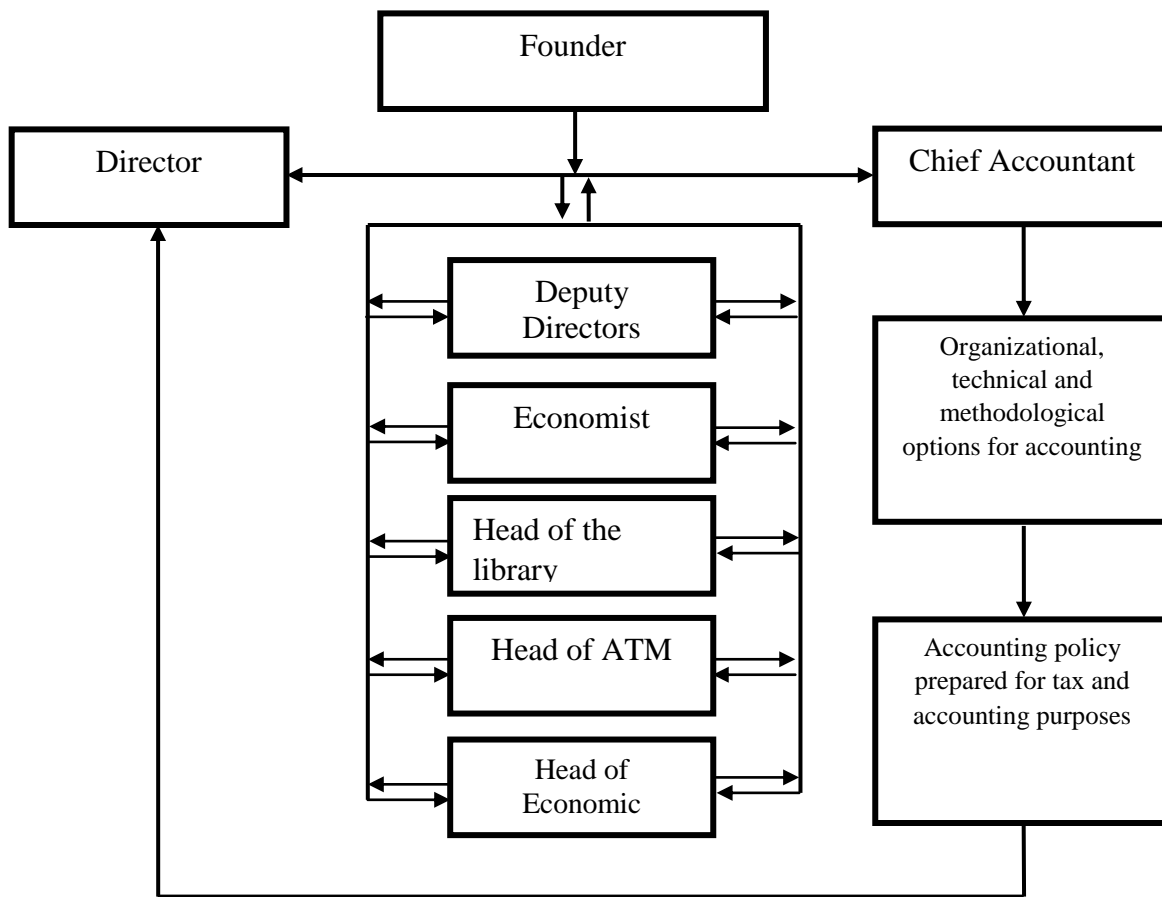 Founder
Director
Chief Accountant
Deputy
Directors
Economist
Head of the
library
Head of ATM
Head of
Economic
Organizational,
technical and
methodological
options for accounting
Accounting policy
prepared for tax and
accounting purposes